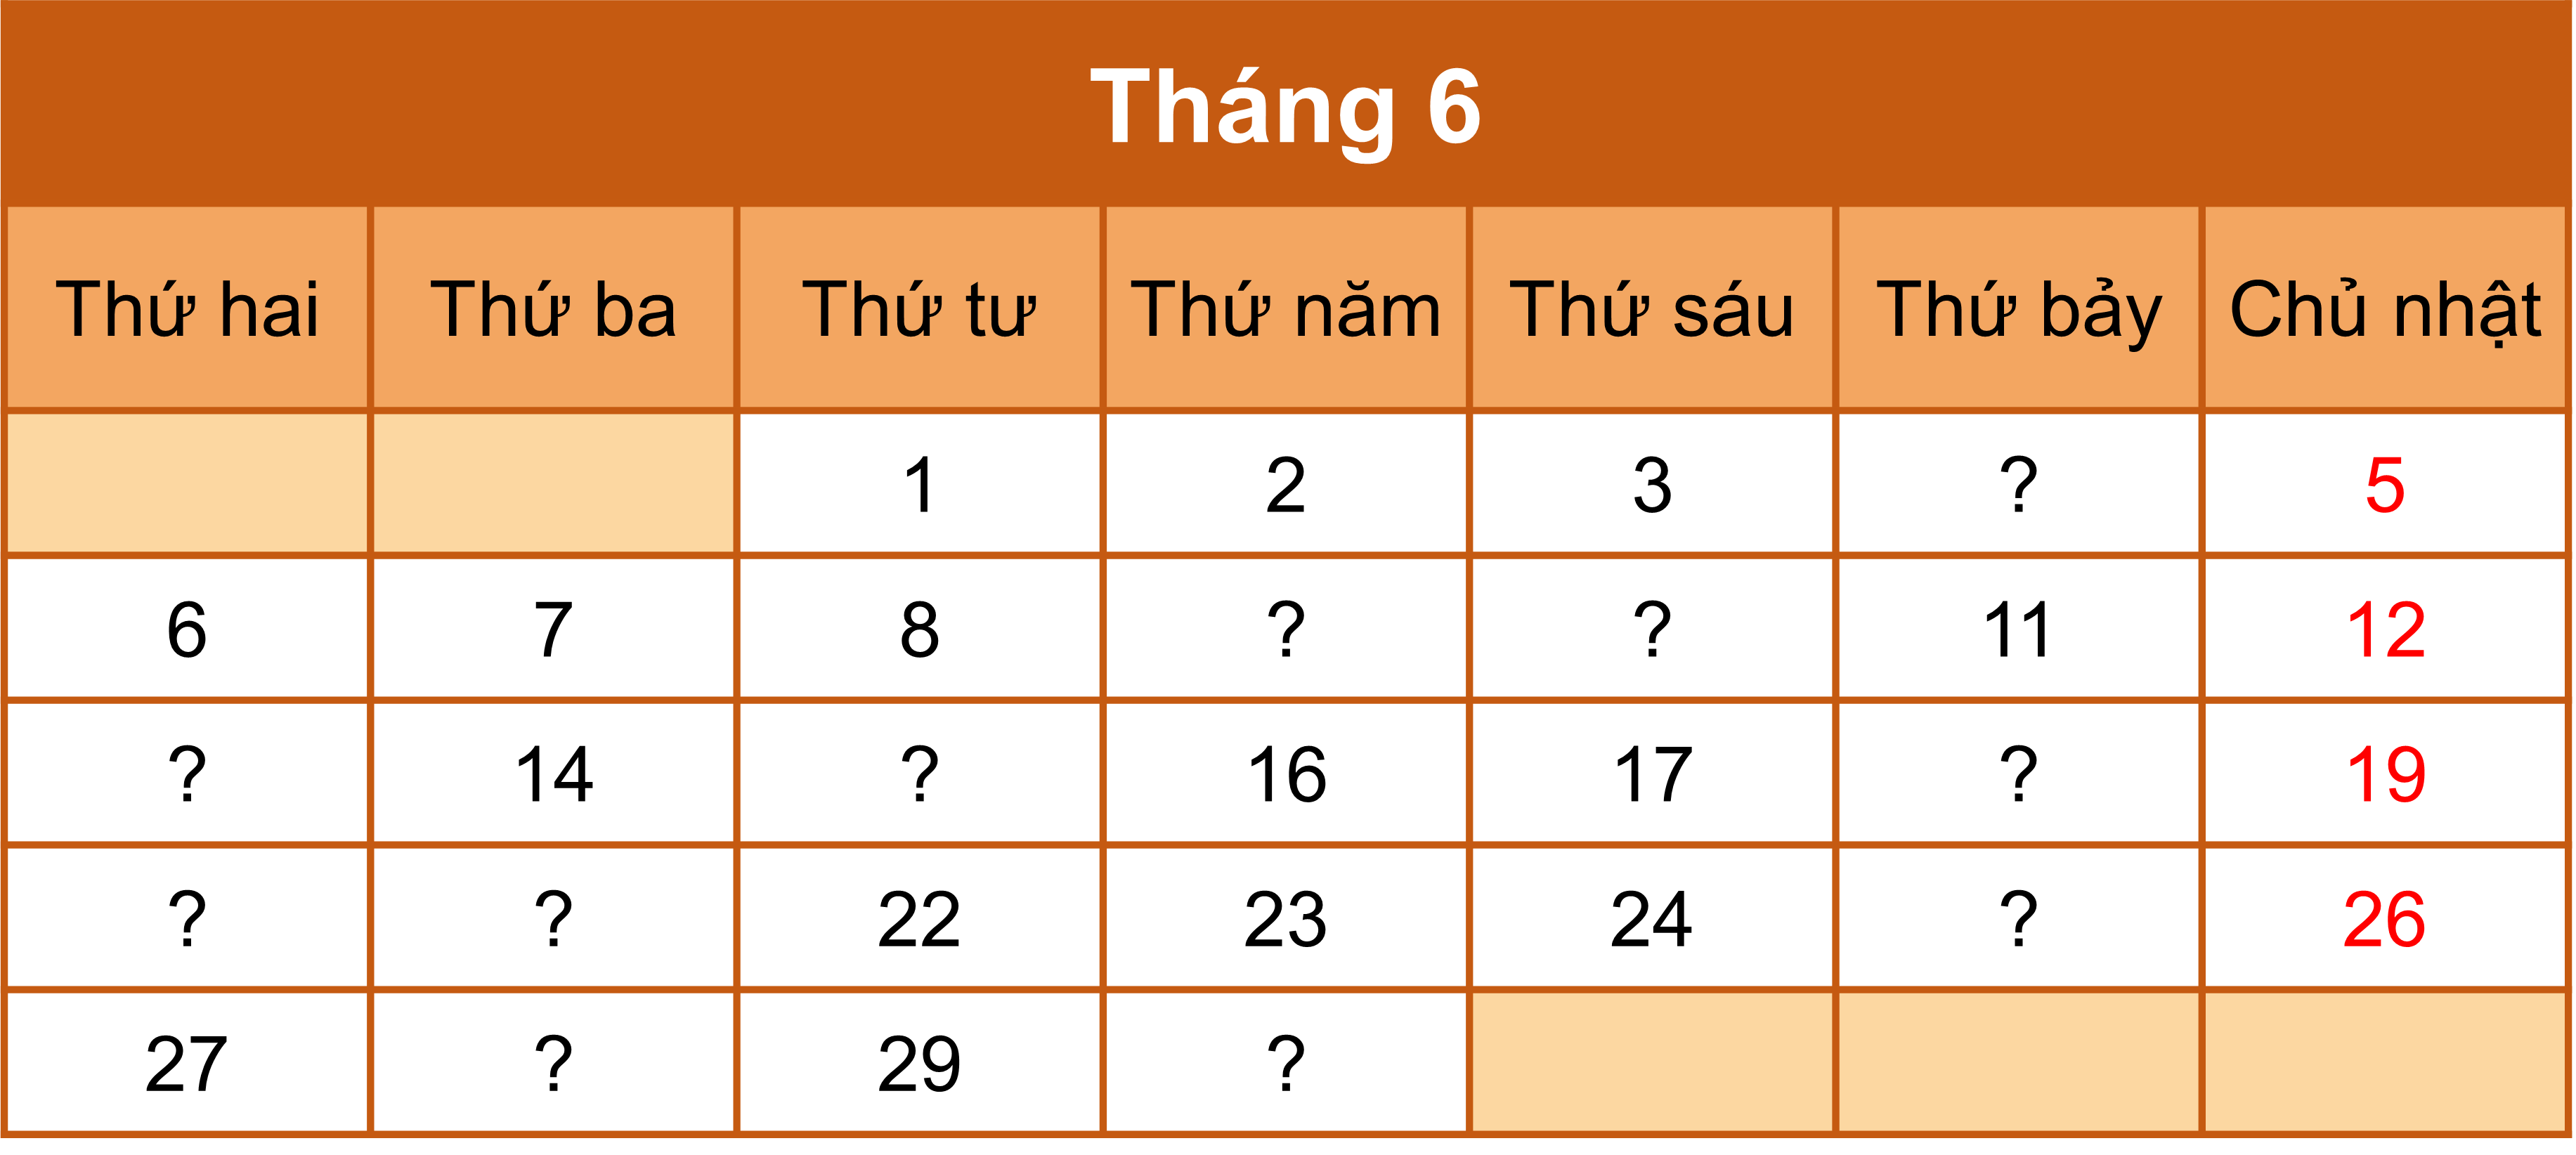 Tháng 6
Thứ hai Thứ ba Thứ tư Thứ năm Thứ sáu Thứ bảy Chủ nhật
1 2 3 ? 5
6 7 8 ? ? 11 12
? 14 ? 16 17 ? 19
? ? 22 23 24 ? 26
27 ? 29 ?